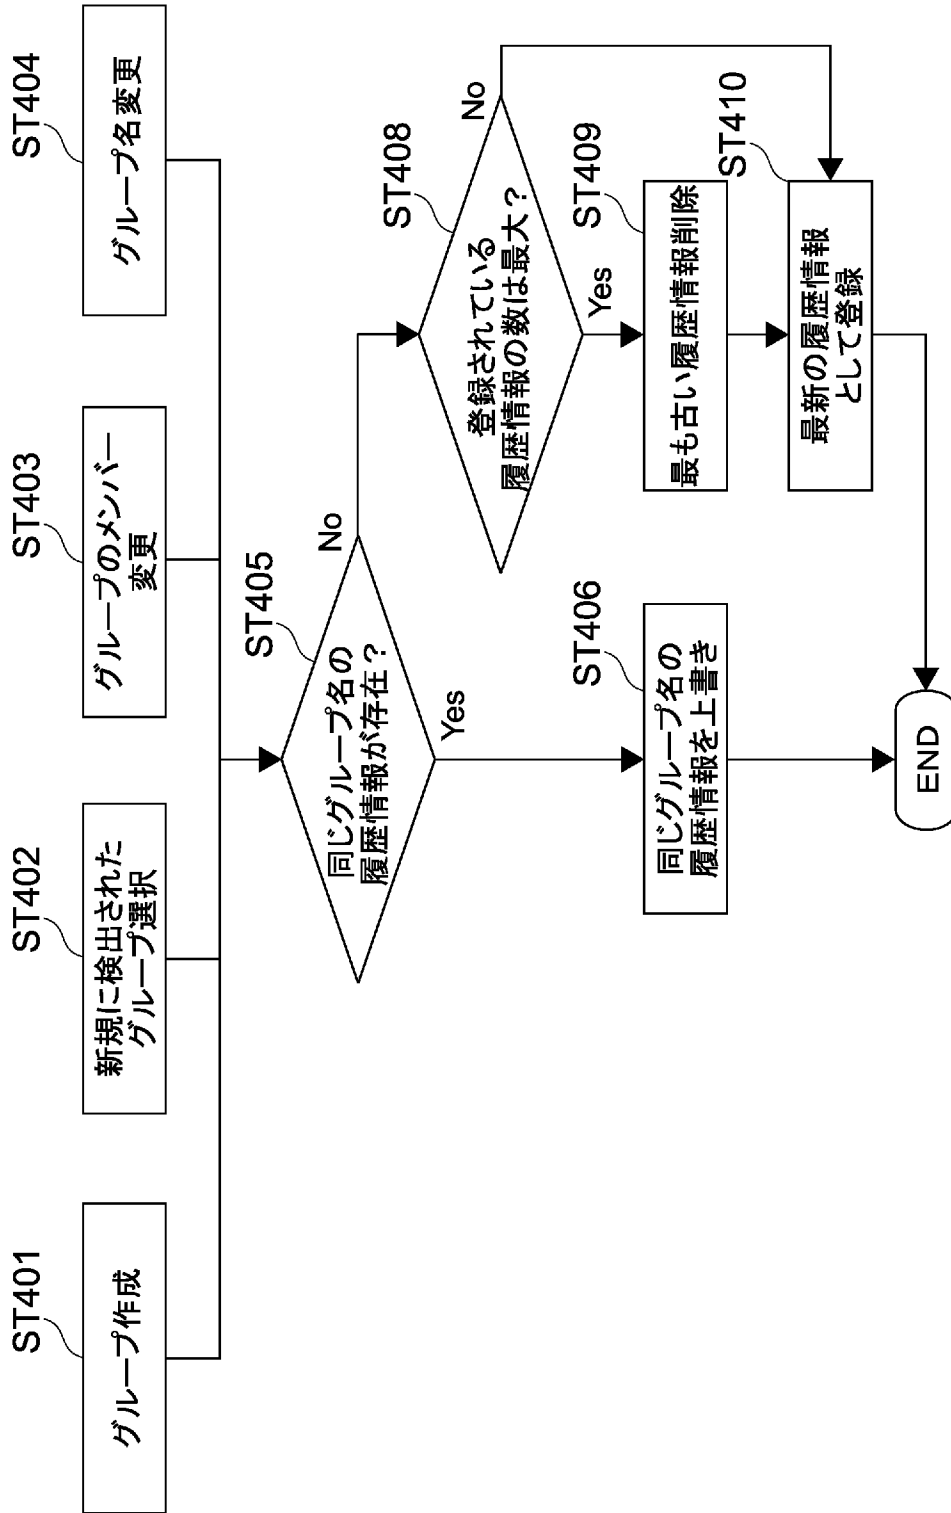 ST401
グループ作成
ST402
新規に検出された
グループ選択
ST403
グループのメンバー
変更
ST404
グループ名変更
ST405
同じグループ名の
履歴情報が存在？
Yes
No
ST406
同じグループ名の
履歴情報を上書き
ST408
登録されている
履歴情報の数は最大？
Yes
No
ST409
最も古い履歴情報削除
ST410
最新の履歴情報
として登録
END